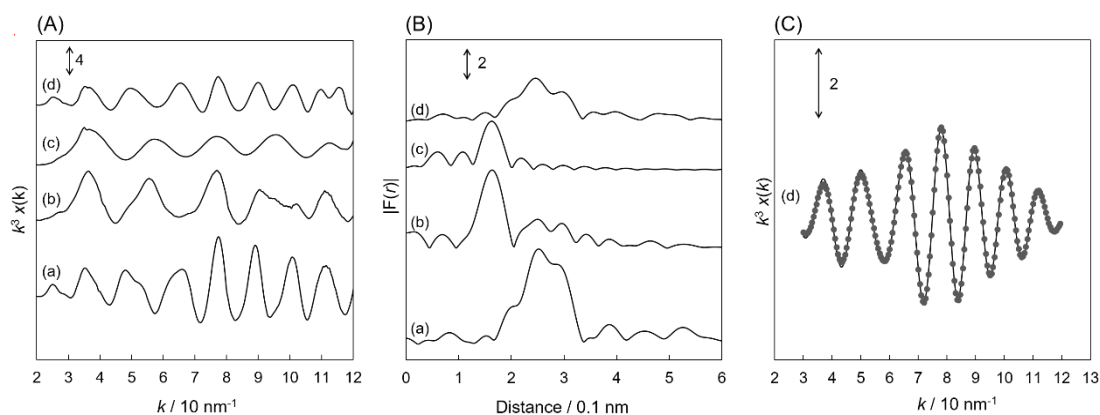 (A)
4
(d)
(c)
(b)
(a)
k³ x(k)
2 3 4 5 6 7 8 9 10 11 12
k / 10 nm⁻¹
(B)
2
(d)
(c)
(b)
(a)
|F(r)|
0 1 2 3 4 5 6
Distance / 0.1 nm
(C)
2
(d)
k³ x(k)
2 3 4 5 6 7 8 9 10 11 12 13
k / 10 nm⁻¹